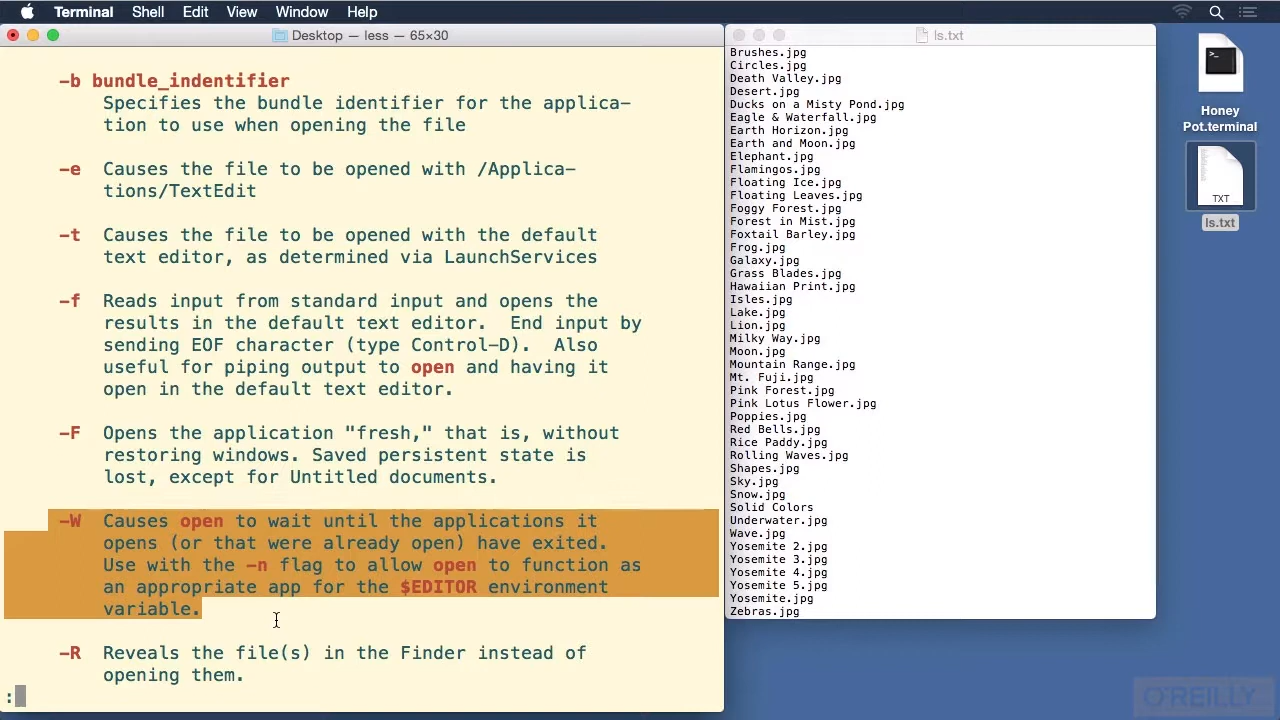 Terminal Shell Edit View Window Help
Desktop — less — 65×30
-b bundle_indentifier
Specifies the bundle identifier for the applica-
tion to use when opening the file
-e Causes the file to be opened with /Applica-
tions/TextEdit
-t Causes the file to be opened with the default
text editor, as determined via LaunchServices
-f Reads input from standard input and opens the
results in the default text editor. End input by
sending EOF character (type Control-D). Also
useful for piping output to open and having it
open in the default text editor.
-F Opens the application "fresh," that is, without
restoring windows. Saved persistent state is
lost, except for Untitled documents.
-W Causes open to wait until the applications it
opens (or that were already open) have exited.
Use with the -n flag to allow open to function as
an appropriate app for the $EDITOR environment
variable.
-R Reveals the file(s) in the Finder instead of
opening them.
:
ls.txt
Brushes.jpg
Circles.jpg
Death Valley.jpg
Desert.jpg
Ducks on a Misty Pond.jpg
Eagle & Waterfall.jpg
Earth Horizon.jpg
Earth and Moon.jpg
Elephant.jpg
Flamingos.jpg
Floating Ice.jpg
Floating Leaves.jpg
Foggy Forest.jpg
Forest in Mist.jpg
Foxtail Barley.jpg
Frog.jpg
Galaxy.jpg
Grass Blades.jpg
Hawaiian Print.jpg
Isles.jpg
Lake.jpg
Lion.jpg
Milky Way.jpg
Moon.jpg
Mountain Range.jpg
Mt. Fuji.jpg
Pink Forest.jpg
Pink Lotus Flower.jpg
Poppies.jpg
Red Bells.jpg
Rice Paddy.jpg
Rolling Waves.jpg
Shapes.jpg
Sky.jpg
Snow.jpg
Solid Colors
Underwater.jpg
Wave.jpg
Yosemite 2.jpg
Yosemite 3.jpg
Yosemite 4.jpg
Yosemite 5.jpg
Yosemite.jpg
Zebras.jpg
>_
Honey
Pot.terminal
TXT
ls.txt
O'REILLY